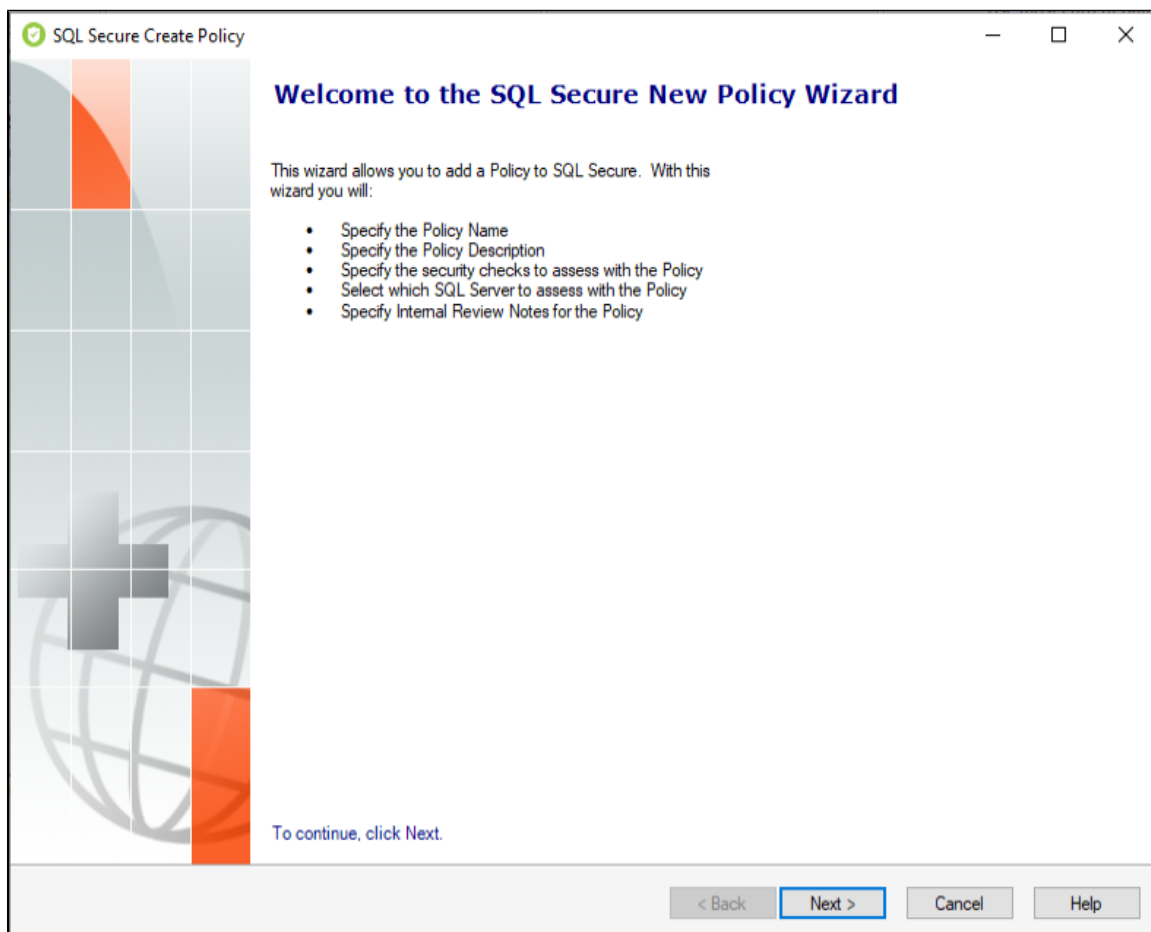 SQL Secure Create Policy
Welcome to the SQL Secure New Policy Wizard
This wizard allows you to add a Policy to SQL Secure. With this
wizard you will:
• Specify the Policy Name
• Specify the Policy Description
• Specify the security checks to assess with the Policy
• Select which SQL Server to assess with the Policy
• Specify Internal Review Notes for the Policy
To continue, click Next.
< Back Next > Cancel Help